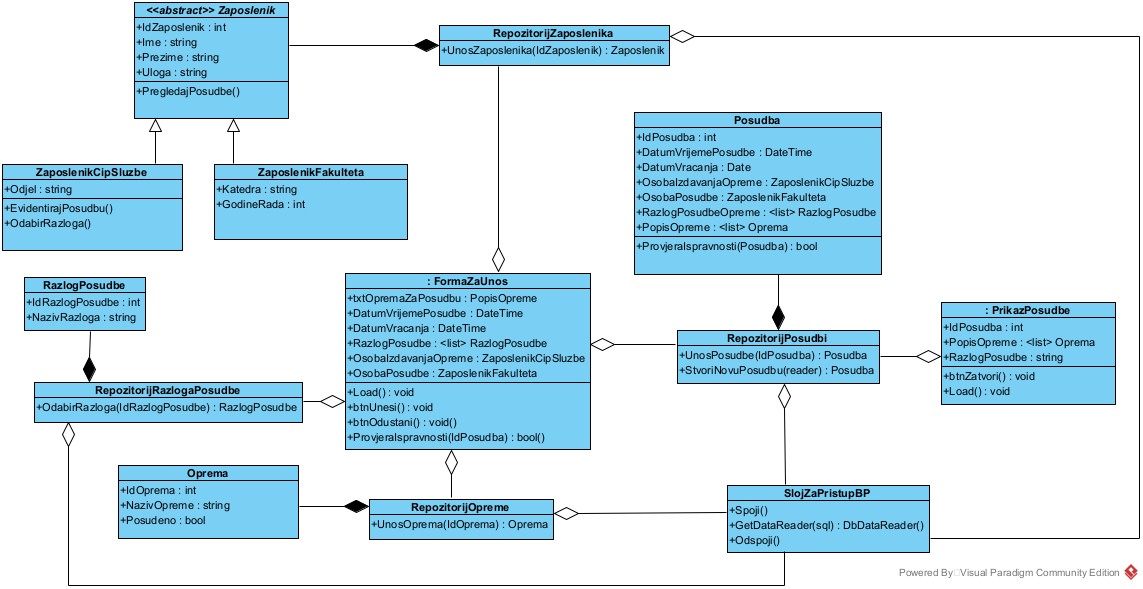 <<abstract>> Zaposlenik
+IdZaposlenik : int
+Ime : string
+Prezime : string
+Uloga : string
+PregledajPosudbe()
RepozitorijZaposlenika
+UnosZaposlenika(IdZaposlenik) : Zaposlenik
ZaposlenikCipSluzbe
+Odjel : string
+EvidentirajPosudbu()
+OdabirRazloga()
ZaposlenikFakulteta
+Katedra : string
+GodineRada : int
Posudba
+IdPosudba : int
+DatumVrijemePosudbe : DateTime
+DatumVracanja : Date
+OsobaIzdavanjaOpreme : ZaposlenikCipSluzbe
+OsobaPosudbe : ZaposlenikFakulteta
+RazlogPosudbeOpreme : <list> RazlogPosudbe
+PopisOpreme : <list> Oprema
+ProvjeraIspravnosti(Posudba) : bool
RazlogPosudbe
+IdRazlogPosudbe : int
+NazivRazloga : string
: FormaZaUnos
+txtOpremaZaPosudbu : PopisOpreme
+DatumVrijemePosudbe : DateTime
+DatumVracanja : DateTime
+RazlogPosudbe : <list> RazlogPosudbe
+OsobaIzdavanjaOpreme : ZaposlenikCipSluzbe
+OsobaPosudbe : ZaposlenikFakulteta
+Load() : void
+btnUnesi() : void
+btnOdustani() : void()
+ProvjeraIspravnosti(IdPosudba) : bool()
RepozitorijPosudbi
+UnosPosudbe(IdPosudba) : Posudba
+StvoriNovuPosudbu(reader) : Posudba
: PrikazPosudbe
+IdPosudba : int
+PopisOpreme : <list> Oprema
+RazlogPosudbe : string
+btnZatvori() : void
+Load() : void
RepozitorijRazlogaPosudbe
+OdabirRazloga(IdRazlogPosudbe) : RazlogPosudbe
Oprema
+IdOprema : int
+NazivOpreme : string
+Posudeno : bool
RepozitorijOpreme
+UnosOprema(IdOprema) : Oprema
SlojZaPristupBP
+Spoji()
+GetDataReader(sql) : DbDataReader()
+Odspoji()
Powered By Visual Paradigm Community Edition